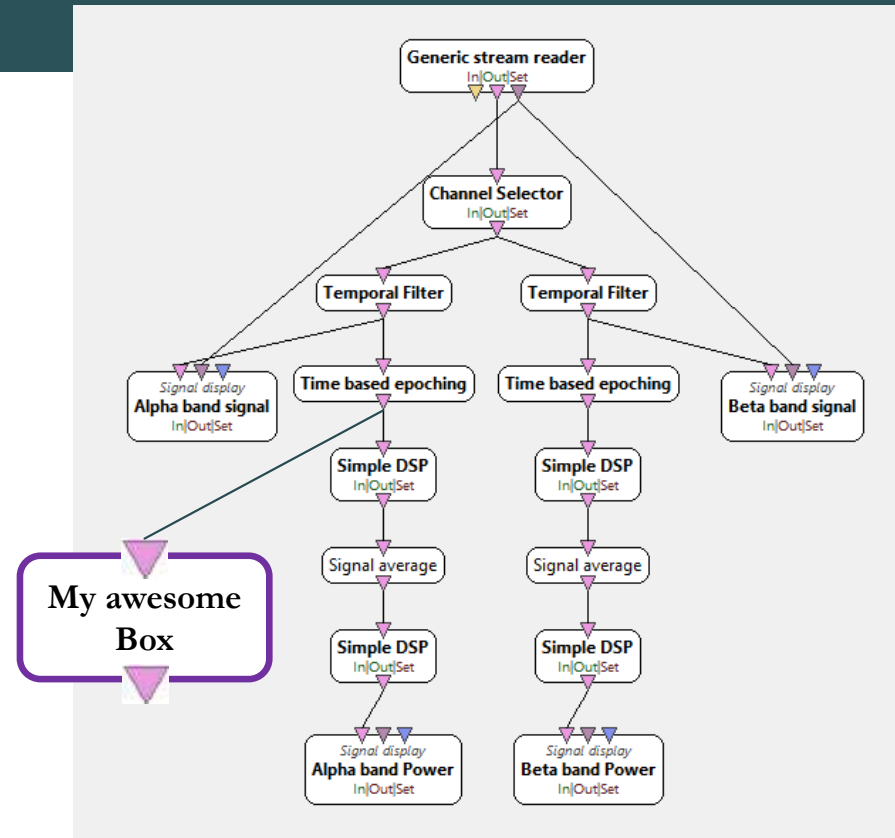 Generic stream reader
In|Out|Set
Channel Selector
In|Out|Set
Temporal Filter
Temporal Filter
Signal display
Alpha band signal
In|Out|Set
Time based epoching
Time based epoching
Signal display
Beta band signal
In|Out|Set
Simple DSP
In|Out|Set
Simple DSP
In|Out|Set
My awesome
Box
Signal average
Signal average
Simple DSP
In|Out|Set
Simple DSP
In|Out|Set
Signal display
Alpha band Power
In|Out|Set
Signal display
Beta band Power
In|Out|Set